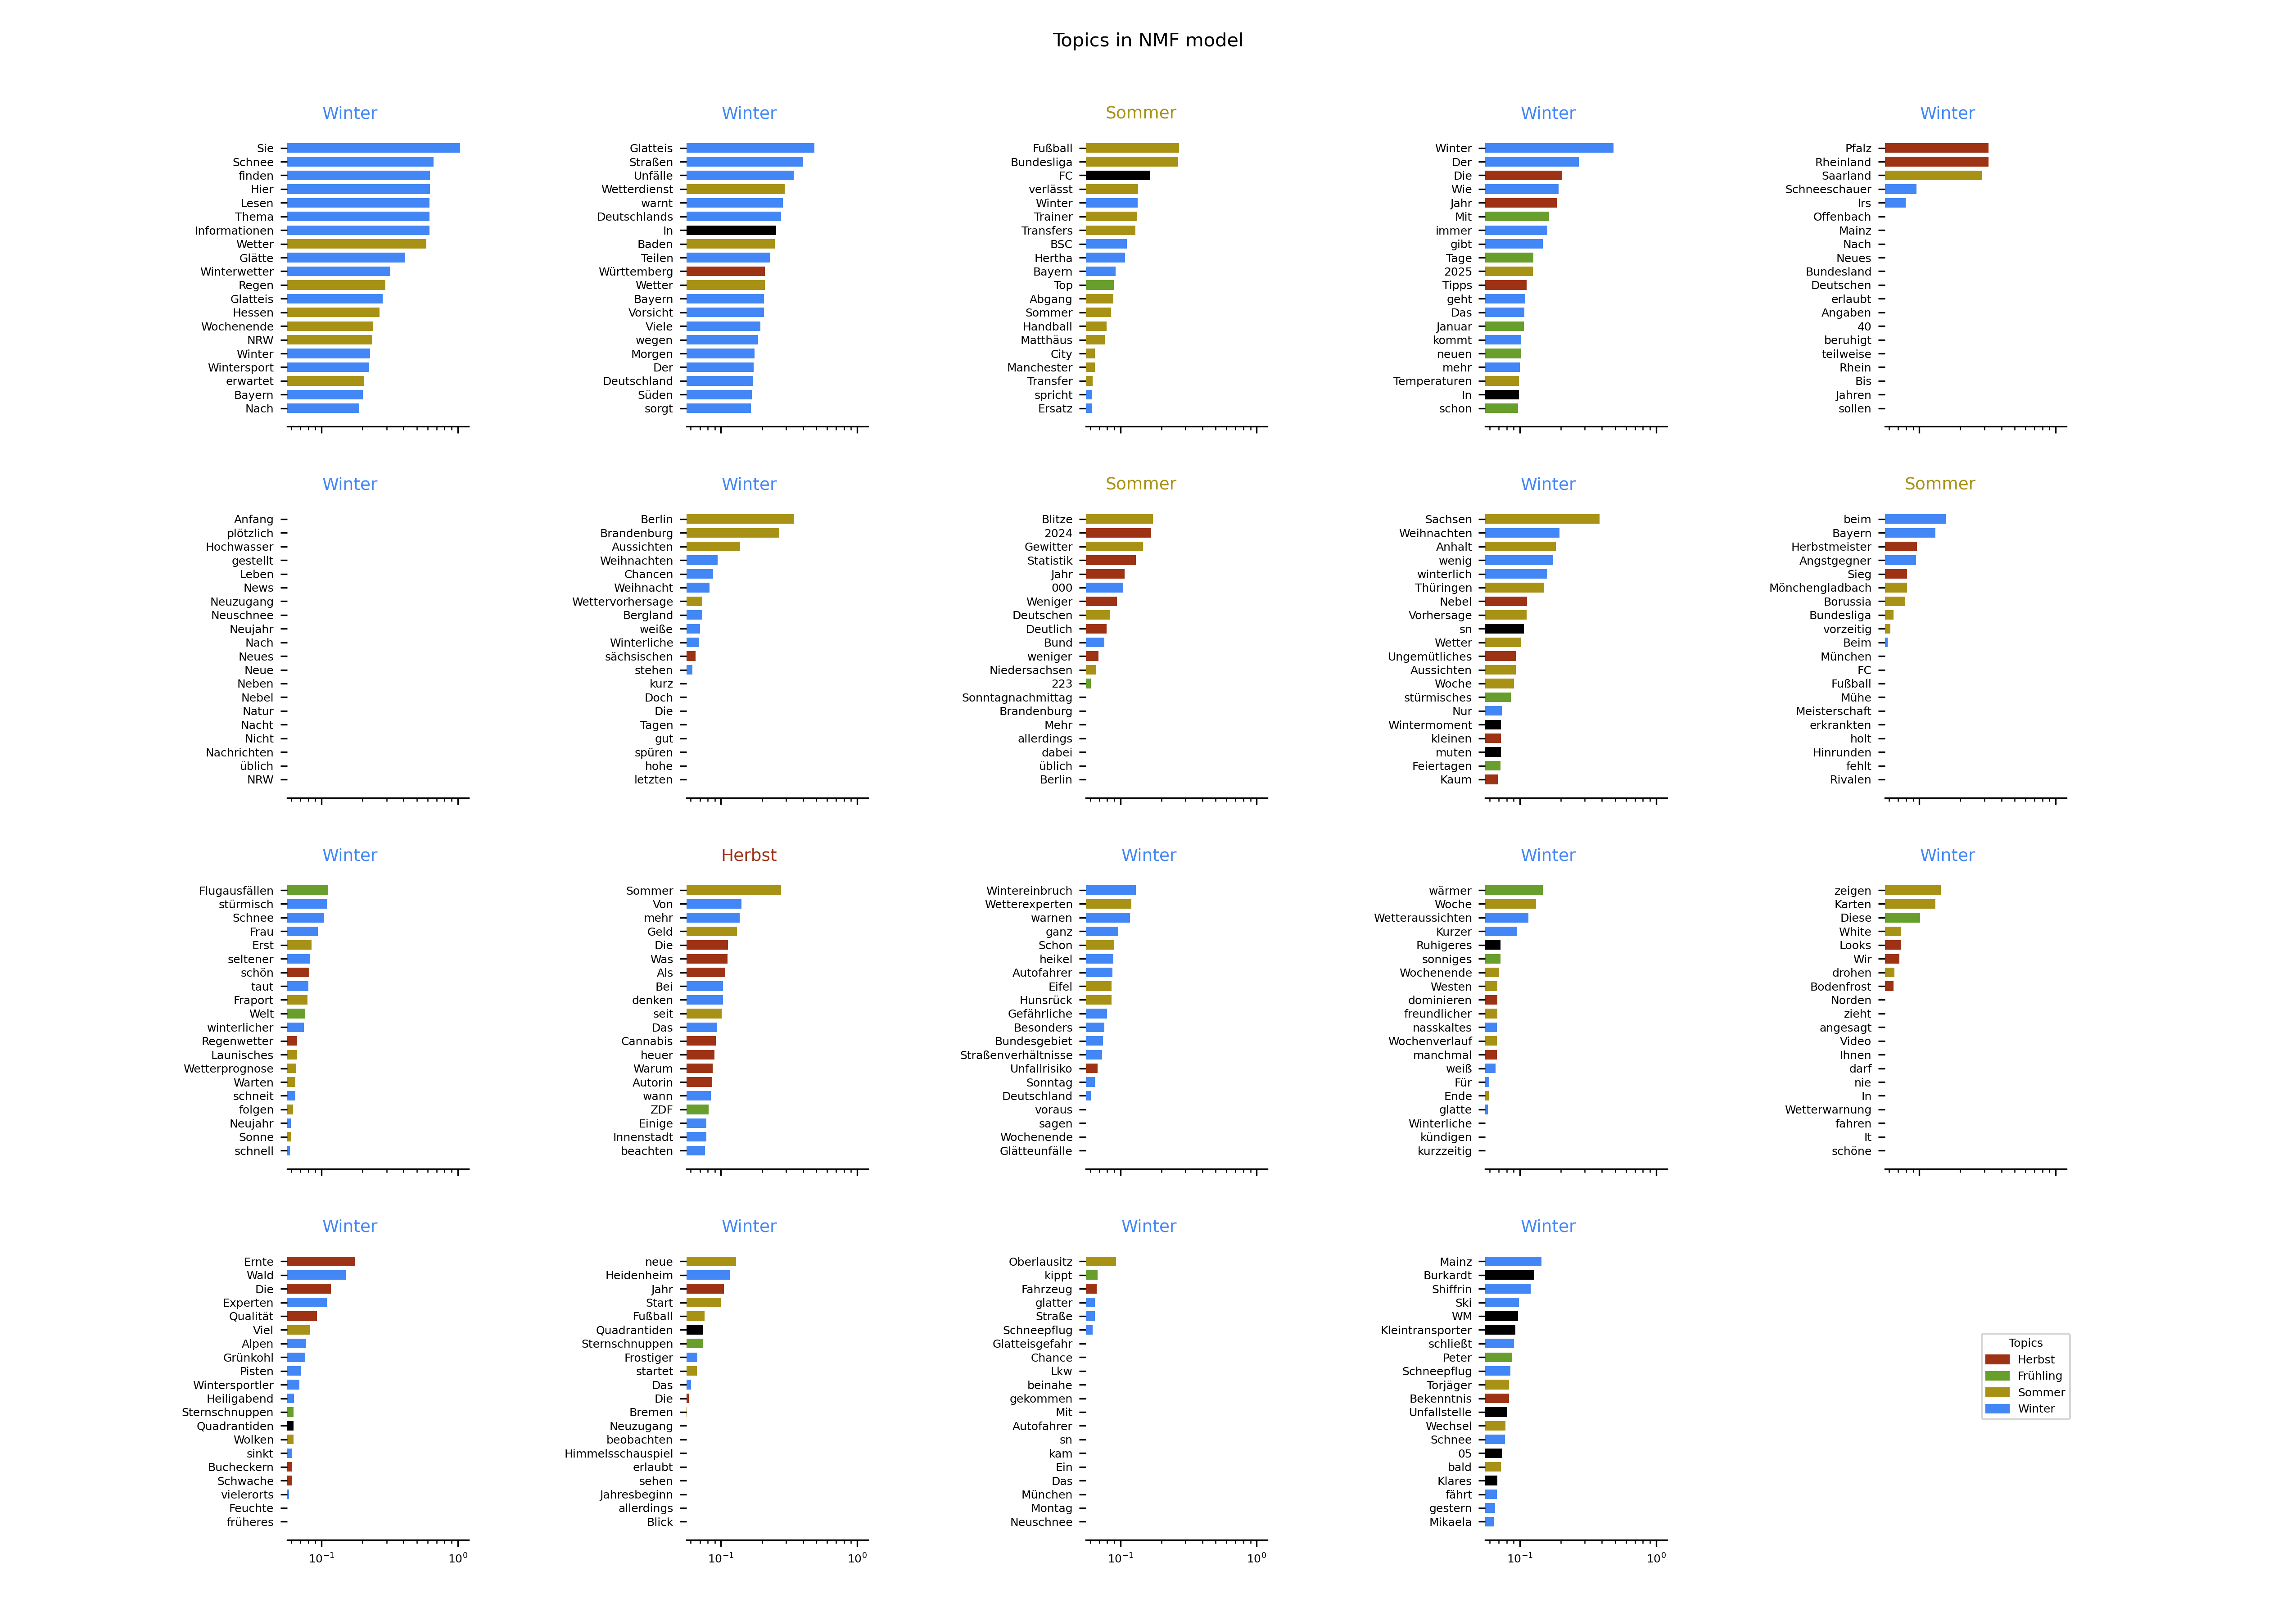 Topics in NMF model
Winter
Sie
Schnee
finden
Hier
Lesen
Thema
Informationen
Wetter
Glätte
Winterwetter
Regen
Glatteis
Hessen
Wochenende
NRW
Winter
Wintersport
erwartet
Bayern
Nach
Winter
Glatteis
Straßen
Unfälle
Wetterdienst
warnt
Deutschlands
In
Baden
Teilen
Württemberg
Wetter
Bayern
Vorsicht
Viele
wegen
Morgen
Der
Deutschland
Süden
sorgt
Sommer
Fußball
Bundesliga
FC
verlässt
Winter
Trainer
Transfers
BSC
Hertha
Bayern
Top
Abgang
Sommer
Handball
Matthäus
City
Manchester
Transfer
spricht
Ersatz
Winter
Winter
Der
Die
Wie
Jahr
Mit
immer
gibt
Tage
2025
Tipps
geht
Das
Januar
kommt
neuen
mehr
Temperaturen
In
schon
Winter
Pfalz
Rheinland
Saarland
Schneeschauer
Irs
Offenbach
Mainz
Nach
Neues
Bundesland
Deutschen
erlaubt
Angaben
40
beruhigt
teilweise
Rhein
Bis
Jahren
sollen
Winter
Anfang
plötzlich
Hochwasser
gestellt
Leben
News
Neuzugang
Neuschnee
Neujahr
Nach
Neues
Neue
Neben
Nebel
Natur
Nacht
Nicht
Nachrichten
üblich
NRW
Winter
Berlin
Brandenburg
Aussichten
Weihnachten
Chancen
Weihnacht
Wettervorhersage
Bergland
weiße
Winterliche
sächsischen
stehen
kurz
Doch
Die
Tagen
gut
spüren
hohe
letzten
Sommer
Blitze
2024
Gewitter
Statistik
Jahr
000
Weniger
Deutschen
Deutlich
Bund
weniger
Niedersachsen
223
Sonntagnachmittag
Brandenburg
Mehr
allerdings
dabei
üblich
Berlin
Winter
Sachsen
Weihnachten
Anhalt
wenig
winterlich
Thüringen
Nebel
Vorhersage
sn
Wetter
Ungemütliches
Aussichten
Woche
stürmisches
Nur
Wintermoment
kleinen
muten
Feiertagen
Kaum
Sommer
beim
Bayern
Herbstmeister
Angstgegner
Sieg
Mönchengladbach
Borussia
Bundesliga
vorzeitig
Beim
München
FC
Fußball
Mühe
Meisterschaft
erkrankten
holt
Hinrunden
fehlt
Rivalen
Winter
Flugausfällen
stürmisch
Schnee
Frau
Erst
seltener
schön
taut
Fraport
Welt
winterlicher
Regenwetter
Launisches
Wetterprognose
Warten
schneit
folgen
Neujahr
Sonne
schnell
Herbst
Sommer
Von
mehr
Geld
Die
Was
Als
Bei
denken
seit
Das
Cannabis
heuer
Warum
Autorin
wann
ZDF
Einige
Innenstadt
beachten
Winter
Wintereinbruch
Wetterexperten
warnen
ganz
Schon
heikel
Autofahrer
Eifel
Hunsrück
Gefährliche
Besonders
Bundesgebiet
Straßenverhältnisse
Unfallrisiko
Sonntag
Deutschland
voraus
sagen
Wochenende
Glätteunfälle
Winter
wärmer
Woche
Wetteraussichten
Kurzer
Ruhigeres
sonniges
Wochenende
Westen
dominieren
freundlicher
nasskaltes
Wochenverlauf
manchmal
weiß
Für
Ende
glatte
Winterliche
kündigen
kurzzeitig
Winter
zeigen
Karten
Diese
White
Looks
Wir
drohen
Bodenfrost
Norden
zieht
angesagt
Video
Ihnen
darf
nie
In
Wetterwarnung
fahren
It
schöne
Winter
Ernte
Wald
Die
Experten
Qualität
Viel
Alpen
Grünkohl
Pisten
Wintersportler
Heiligabend
Sternschnuppen
Quadrantiden
Wolken
sinkt
Bucheckern
Schwache
vielerorts
Feuchte
früheres
10⁻¹ 10⁰
Winter
neue
Heidenheim
Jahr
Start
Fußball
Quadrantiden
Sternschnuppen
Frostiger
startet
Das
Die
Bremen
Neuzugang
beobachten
Himmelsschauspiel
erlaubt
sehen
Jahresbeginn
allerdings
Blick
10⁻¹ 10⁰
Winter
Oberlausitz
kippt
Fahrzeug
glatter
Straße
Schneepflug
Glatteisgefahr
Chance
Lkw
beinahe
gekommen
Mit
Autofahrer
sn
kam
Ein
Das
München
Montag
Neuschnee
10⁻¹ 10⁰
Winter
Mainz
Burkardt
Shiffrin
Ski
WM
Kleintransporter
schließt
Peter
Schneepflug
Torjäger
Bekenntnis
Unfallstelle
Wechsel
Schnee
05
bald
Klares
fährt
gestern
Mikaela
10⁻¹ 10⁰
Topics
Herbst
Frühling
Sommer
Winter